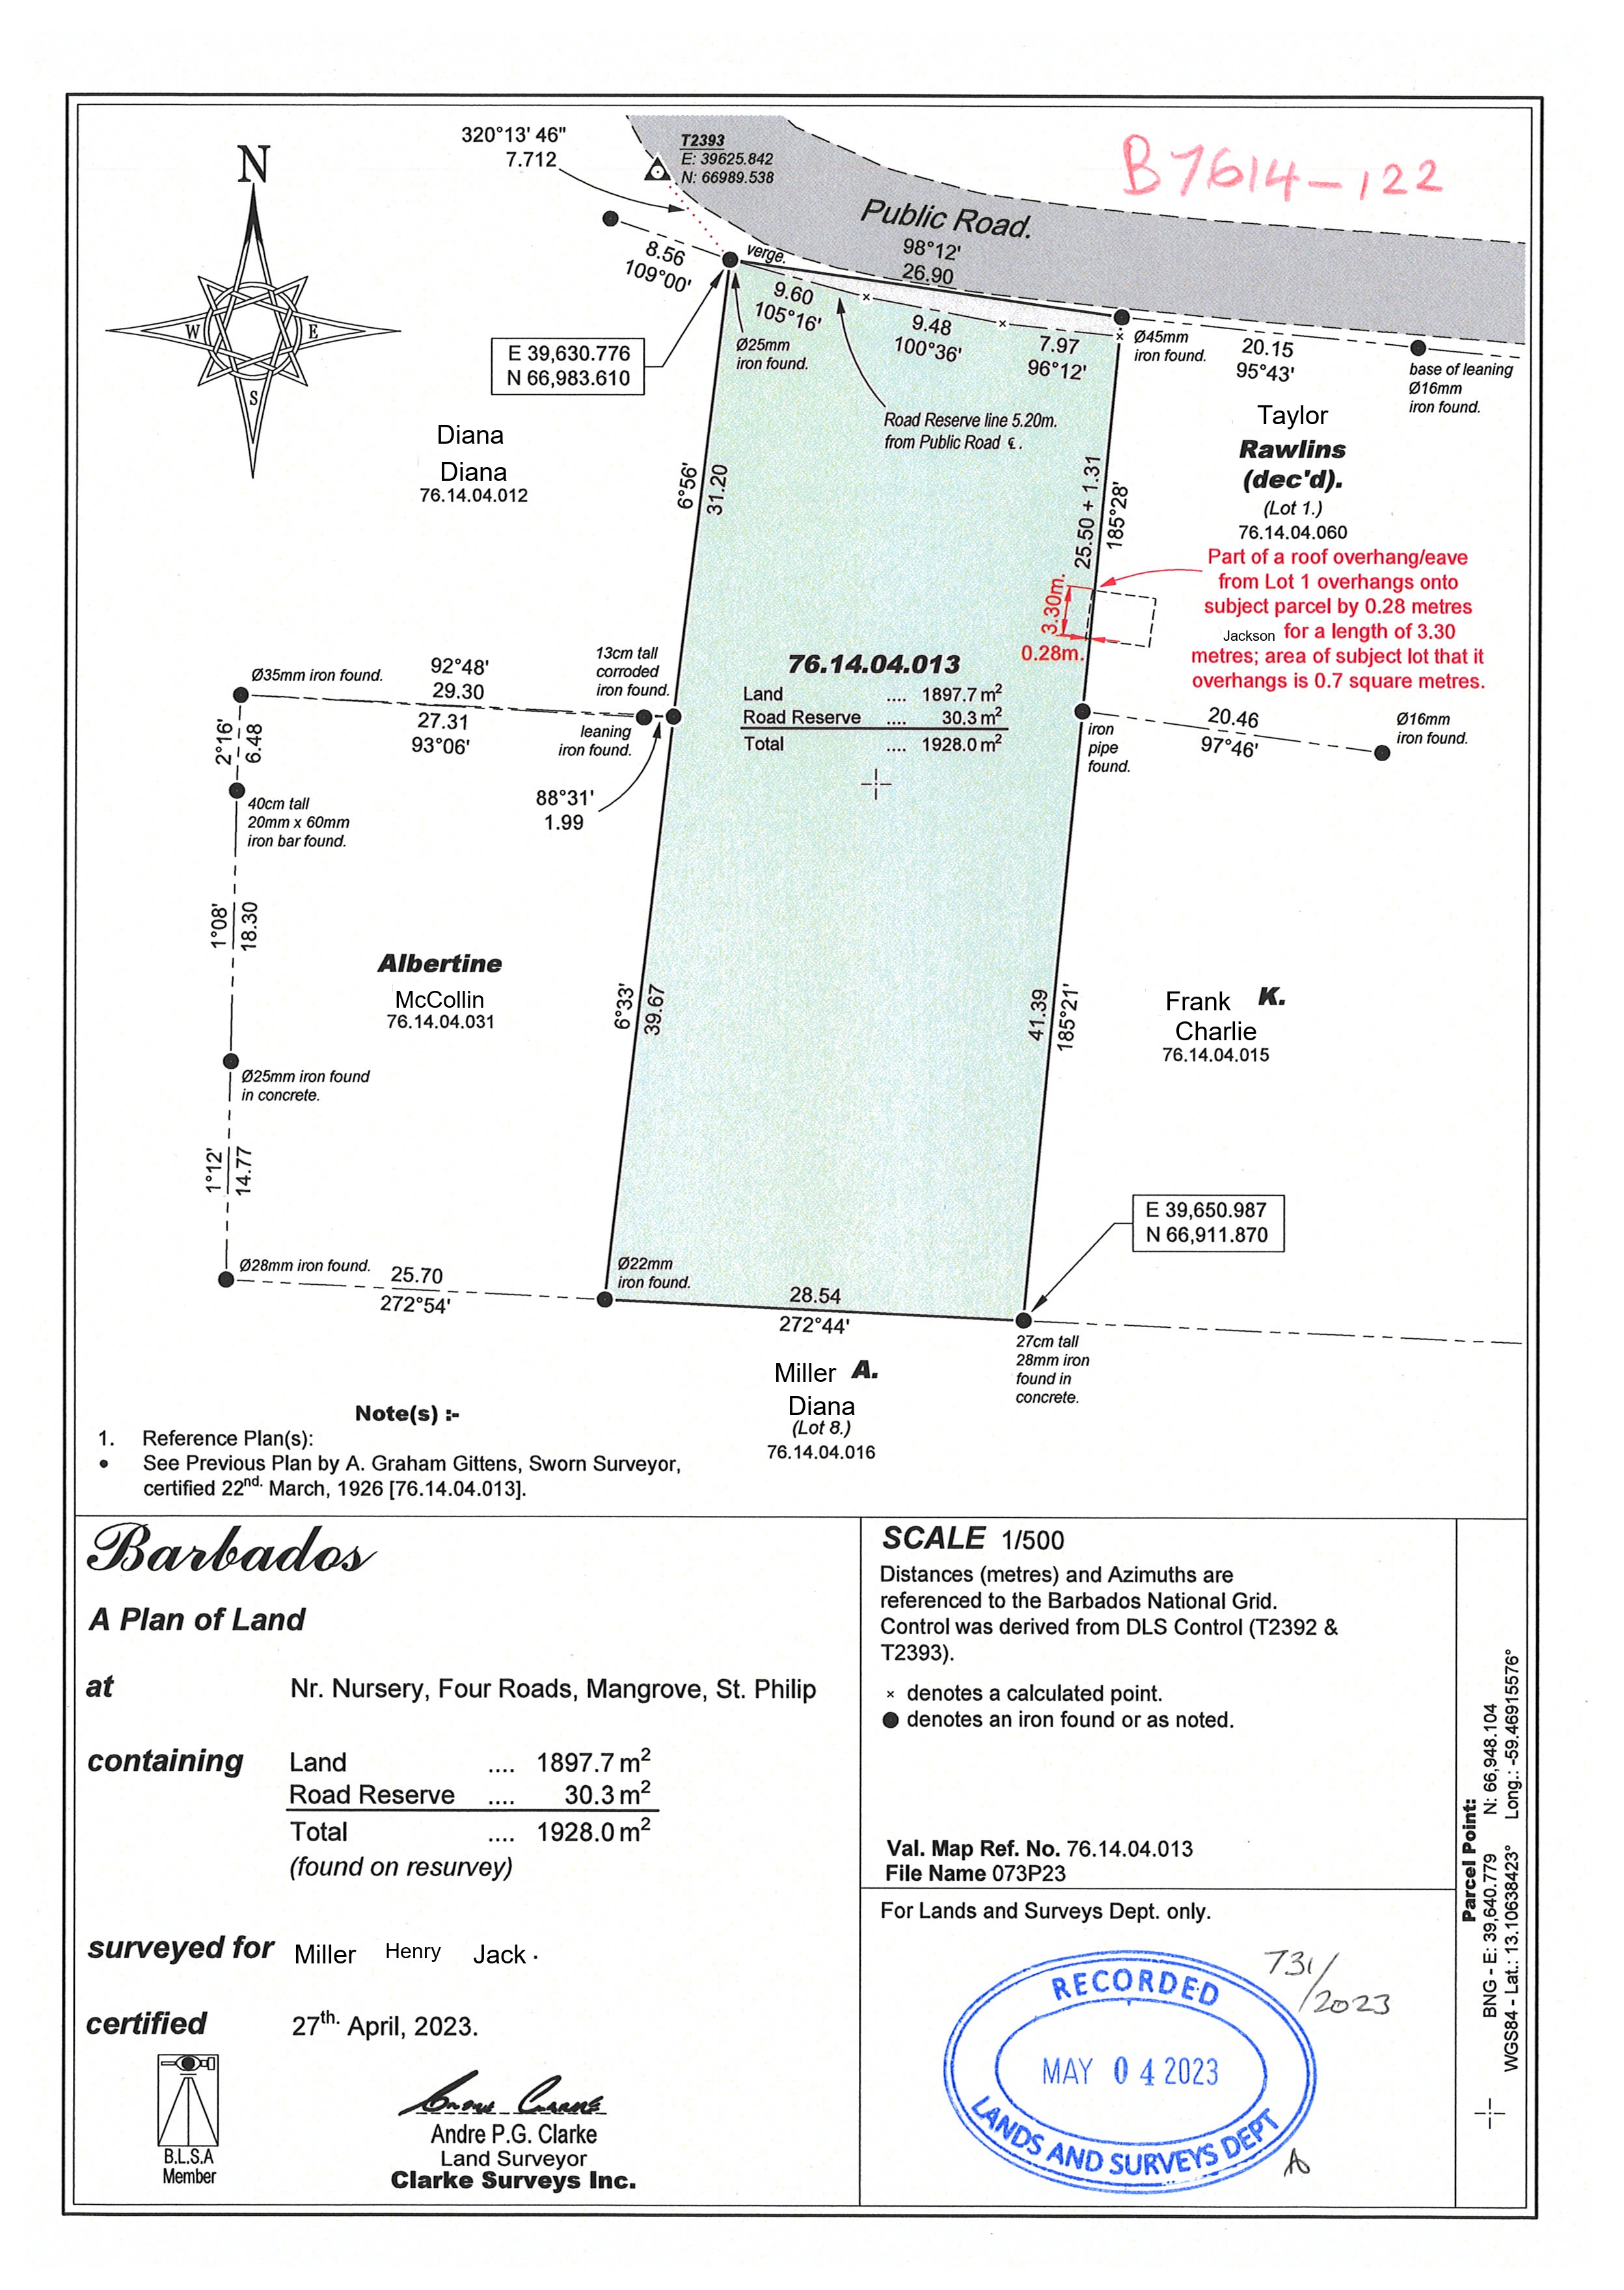 320°13' 46"
7.712
T2393
E: 39625.842
N: 66989.538
B7614-122
N
W
E
S
Public Road.
98°12'
26.90
verge.
8.56
109°00'
9.60
105°16'
9.48
100°36'
7.97
96°12'
E 39,630.776
N 66,983.610
Ø25mm
iron found.
Ø45mm
iron found.
20.15
95°43'
base of leaning
Ø16mm
iron found.
Road Reserve line 5.20m.
from Public Road ℄.
Diana
Diana
76.14.04.012
6°56'
31.20
25.50 + 1.31
185°28'
Taylor
Rawlins
(dec'd).
(Lot 1.)
76.14.04.060
Part of a roof overhang/eave
from Lot 1 overhangs onto
subject parcel by 0.28 metres
Jackson for a length of 3.30
metres; area of subject lot that it
overhangs is 0.7 square metres.
3.30m.
0.28m.
13cm tall
corroded
iron found.
Ø35mm iron found.
92°48'
29.30
27.31
93°06'
leaning
iron found.
88°31'
1.99
2°16'
6.48
76.14.04.013
Land .... 1897.7 m²
Road Reserve .... 30.3 m²
Total .... 1928.0 m²
iron
pipe
found.
20.46
97°46'
Ø16mm
iron found.
40cm tall
20mm x 60mm
iron bar found.
1°08'
18.30
Albertine
McCollin
76.14.04.031
6°33'
39.67
41.39
185°21'
Frank K.
Charlie
76.14.04.015
Ø25mm iron found
in concrete.
1°12'
14.77
E 39,650.987
N 66,911.870
Ø28mm iron found.
25.70
272°54'
Ø22mm
iron found.
28.54
272°44'
27cm tall
28mm iron
found in
concrete.
Miller A.
Diana
(Lot 8.)
76.14.04.016
Note(s) :-
1. Reference Plan(s):
• See Previous Plan by A. Graham Gittens, Sworn Surveyor,
certified 22nd. March, 1926 [76.14.04.013].
Barbados
A Plan of Land
at Nr. Nursery, Four Roads, Mangrove, St. Philip
containing Land .... 1897.7 m²
Road Reserve .... 30.3 m²
Total .... 1928.0 m²
(found on resurvey)
surveyed for Miller Henry Jack .
certified 27th. April, 2023.
B.L.S.A
Member
Andre P.G. Clarke
Land Surveyor
Clarke Surveys Inc.
SCALE 1/500
Distances (metres) and Azimuths are
referenced to the Barbados National Grid.
Control was derived from DLS Control (T2392 &
T2393).
× denotes a calculated point.
● denotes an iron found or as noted.
Val. Map Ref. No. 76.14.04.013
File Name 073P23
For Lands and Surveys Dept. only.
731/2023
RECORDED
MAY 04 2023
LANDS AND SURVEYS DEPT
Parcel Point:
BNG - E: 39,640.779 N: 66,948.104
WGS84 - Lat.: 13.10638423° Long.: -59.46915576°